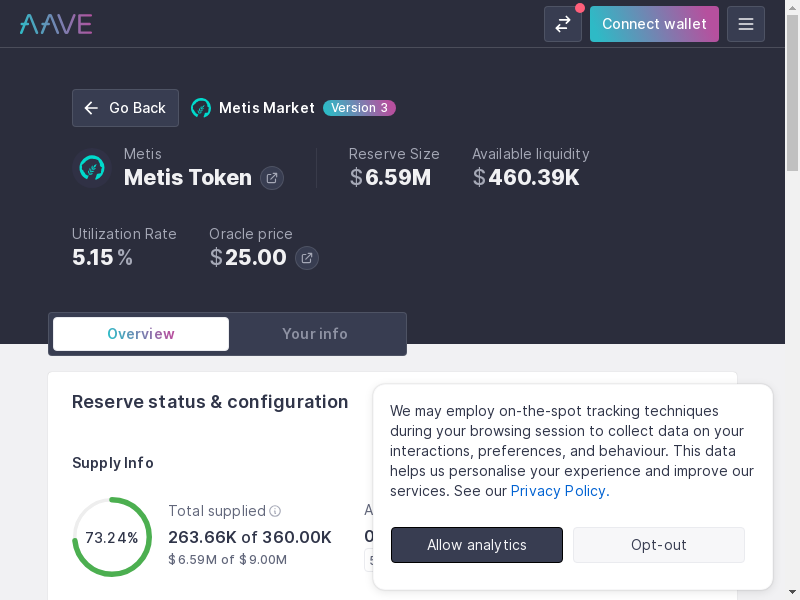 AAVE
Connect wallet
Go Back
Metis Market
Version 3
Metis
Metis Token
Reserve Size
$6.59M
Available liquidity
$460.39K
Utilization Rate
5.15%
Oracle price
$25.00
Overview
Your info
Reserve status & configuration
Supply Info
73.24%
Total supplied
263.66K of 360.00K
$6.59M of $9.00M
We may employ on-the-spot tracking techniques
during your browsing session to collect data on your
interactions, preferences, and behaviour. This data
helps us personalise your experience and improve our
services. See our Privacy Policy.
Allow analytics
Opt-out